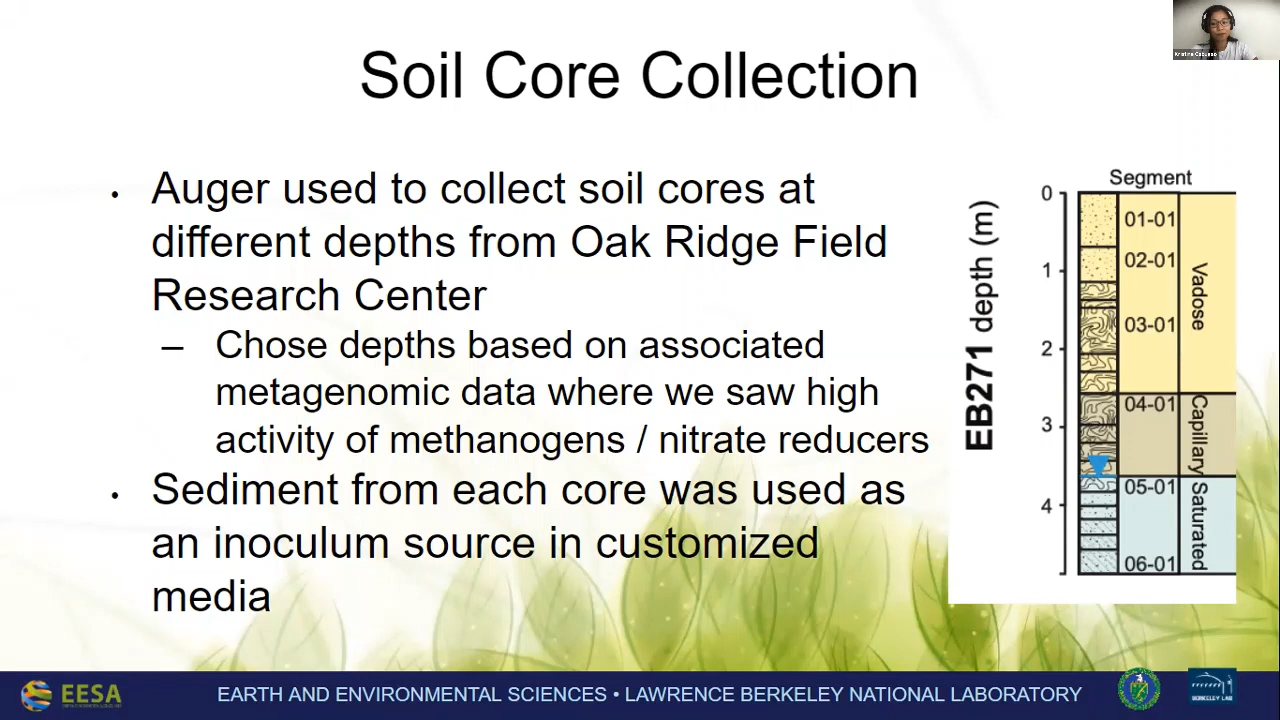 Soil Core Collection
• Auger used to collect soil cores at
different depths from Oak Ridge Field
Research Center
– Chose depths based on associated
metagenomic data where we saw high
activity of methanogens / nitrate reducers
• Sediment from each core was used as
an inoculum source in customized
media
Segment
EB271 depth (m)
0
1
2
3
4
01-01
02-01
03-01
04-01
05-01
06-01
Vadose
Capillary
Saturated
EESA
EARTH AND ENVIRONMENTAL SCIENCES • LAWRENCE BERKELEY NATIONAL LABORATORY
BERKELEY LAB